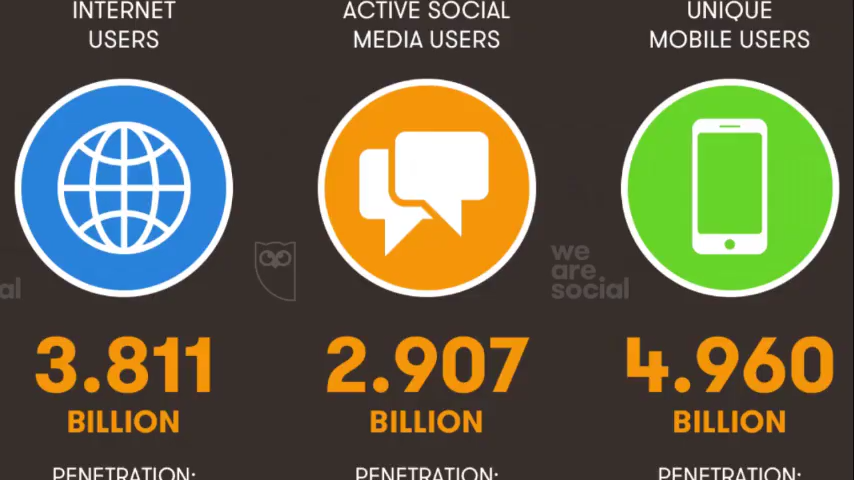 INTERNET
USERS
ACTIVE SOCIAL
MEDIA USERS
UNIQUE
MOBILE USERS
al
we
are
social
3.811
BILLION
2.907
BILLION
4.960
BILLION
PENETRATION:
PENETRATION:
PENETRATION: